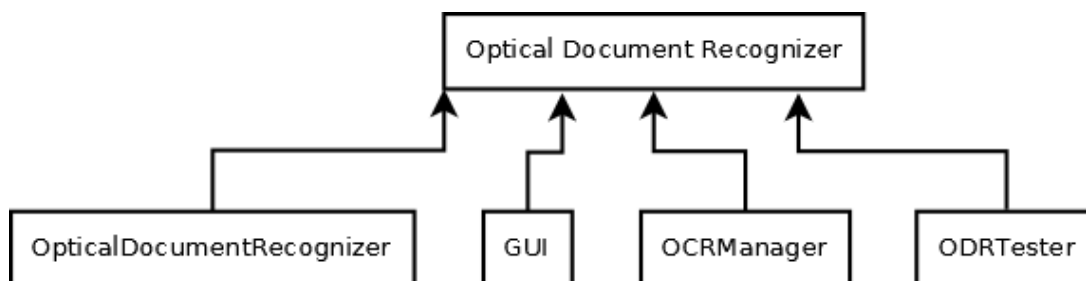 Optical Document Recognizer
OpticalDocumentRecognizer
GUI
OCRManager
ODRTester